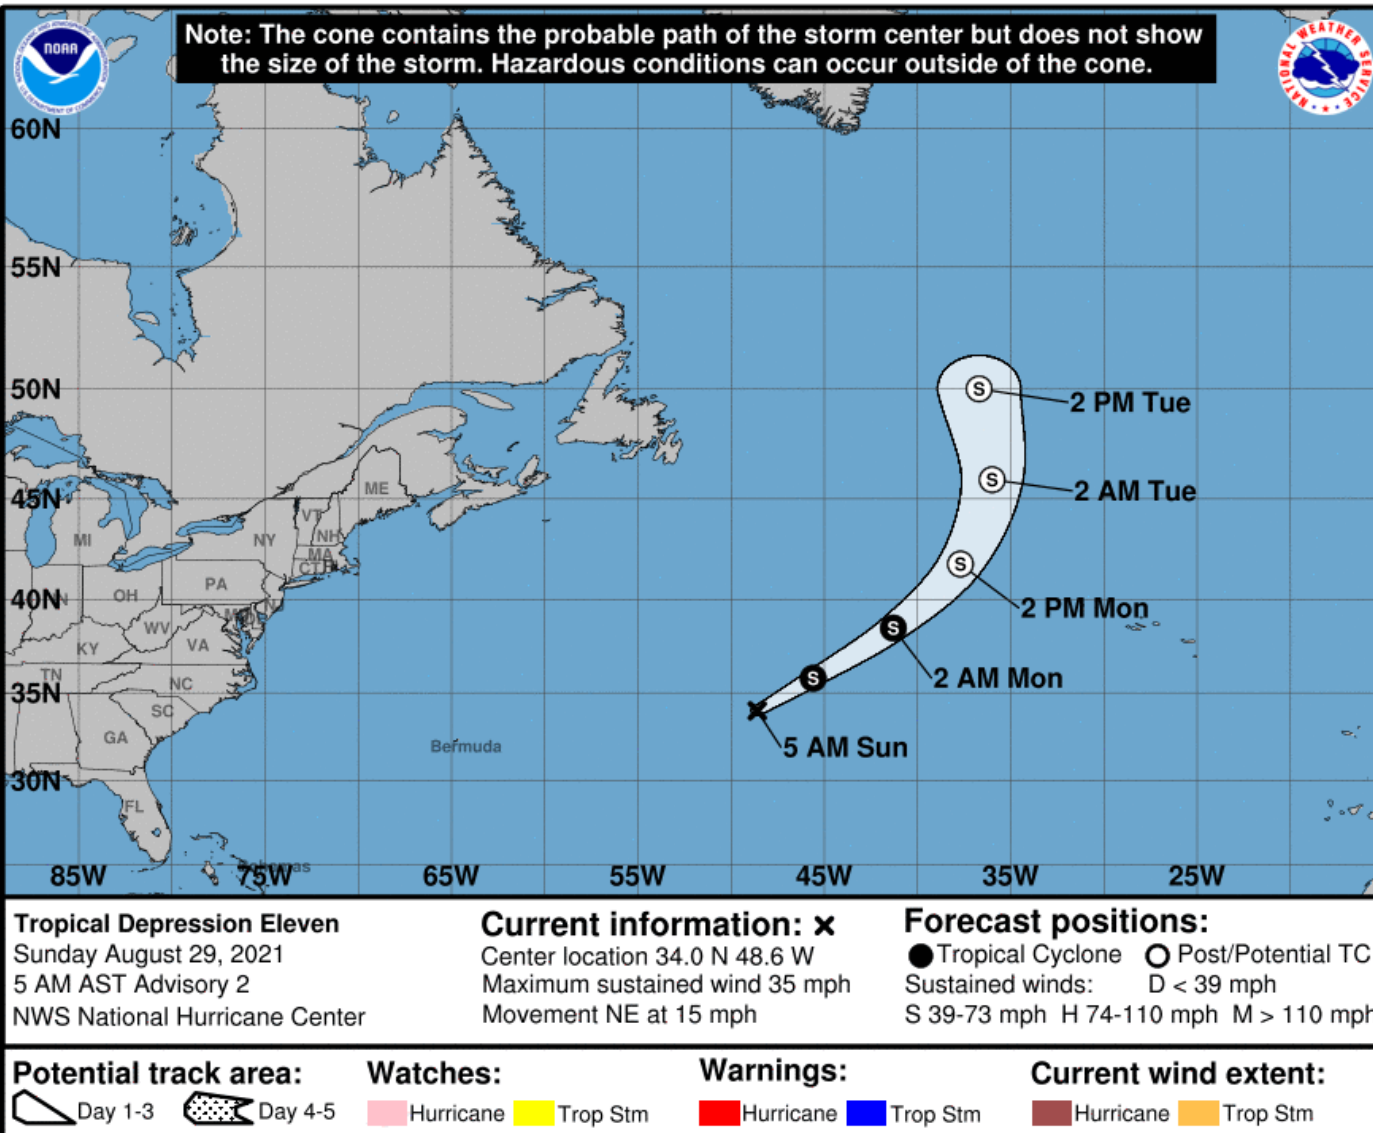 Note: The cone contains the probable path of the storm center but does not show
the size of the storm. Hazardous conditions can occur outside of the cone.
NOAA
NATIONAL WEATHER SERVICE
60N
55N
50N
2 PM Tue
2 AM Tue
45N
ME
VT
NH
NY
MI
MA
CT
PA
OH
40N
2 PM Mon
WV
VA
KY
TN
NC
2 AM Mon
35N
SC
GA
5 AM Sun
Bermuda
30N
FL
Bahamas
85W 75W 65W 55W 45W 35W 25W
S
S
S
S
S
Tropical Depression Eleven
Sunday August 29, 2021
5 AM AST Advisory 2
NWS National Hurricane Center
Current information: x
Center location 34.0 N 48.6 W
Maximum sustained wind 35 mph
Movement NE at 15 mph
Forecast positions:
Tropical Cyclone Post/Potential TC
Sustained winds: D < 39 mph
S 39-73 mph H 74-110 mph M > 110 mph
Potential track area:
Day 1-3 Day 4-5
Watches:
Hurricane Trop Stm
Warnings:
Hurricane Trop Stm
Current wind extent:
Hurricane Trop Stm